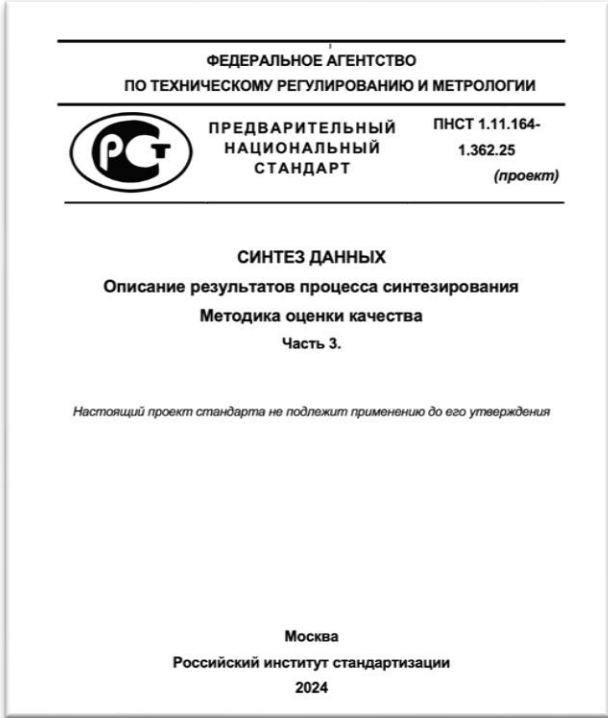 ФЕДЕРАЛЬНОЕ АГЕНТСТВО
ПО ТЕХНИЧЕСКОМУ РЕГУЛИРОВАНИЮ И МЕТРОЛОГИИ
РСТ
ПРЕДВАРИТЕЛЬНЫЙ
НАЦИОНАЛЬНЫЙ
СТАНДАРТ
ПНСТ 1.11.164-
1.362.25
(проект)
СИНТЕЗ ДАННЫХ
Описание результатов процесса синтезирования
Методика оценки качества
Часть 3.
Настоящий проект стандарта не подлежит применению до его утверждения
Москва
Российский институт стандартизации
2024